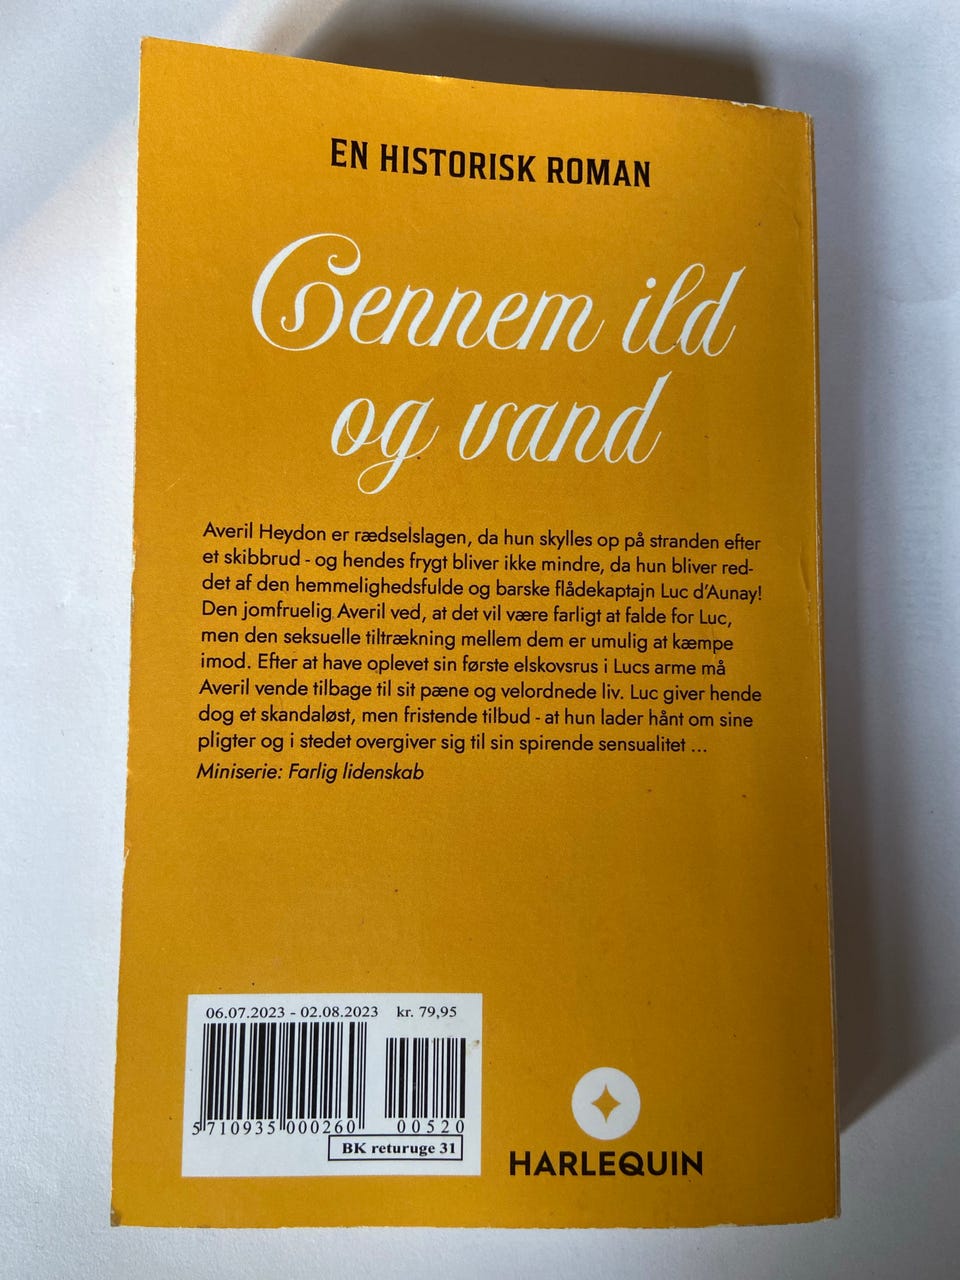 EN HISTORISK ROMAN
Gennem ild
og vand
Averil Heydon er rædselslagen, da hun skylles op på stranden efter
et skibbrud - og hendes frygt bliver ikke mindre, da hun bliver red-
det af den hemmelighedsfulde og barske flådekaptajn Luc d'Aunay!
Den jomfruelig Averil ved, at det vil være farligt at falde for Luc,
men den seksuelle tiltrækning mellem dem er umulig at kæmpe
imod. Efter at have oplevet sin første elskovsrus i Lucs arme må
Averil vende tilbage til sit pæne og velordnede liv. Luc giver hende
dog et skandaløst, men fristende tilbud - at hun lader hånt om sine
pligter og i stedet overgiver sig til sin spirende sensualitet ...
Miniserie: Farlig lidenskab
06.07.2023 - 02.08.2023 kr. 79,95
5 710935 000260 00520
BK returuge 31
HARLEQUIN